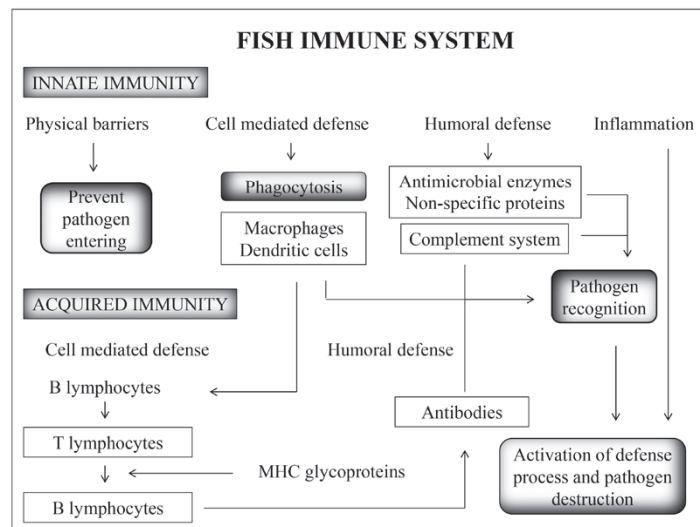 FISH IMMUNE SYSTEM
INNATE IMMUNITY
Physical barriers
Cell mediated defense
Humoral defense
Inflammation
Prevent
pathogen
entering
Phagocytosis
Macrophages
Dendritic cells
Antimicrobial enzymes
Non-specific proteins
Complement system
Pathogen
recognition
ACQUIRED IMMUNITY
Cell mediated defense
Humoral defense
B lymphocytes
T lymphocytes
MHC glycoproteins
B lymphocytes
Antibodies
Activation of defense
process and pathogen
destruction